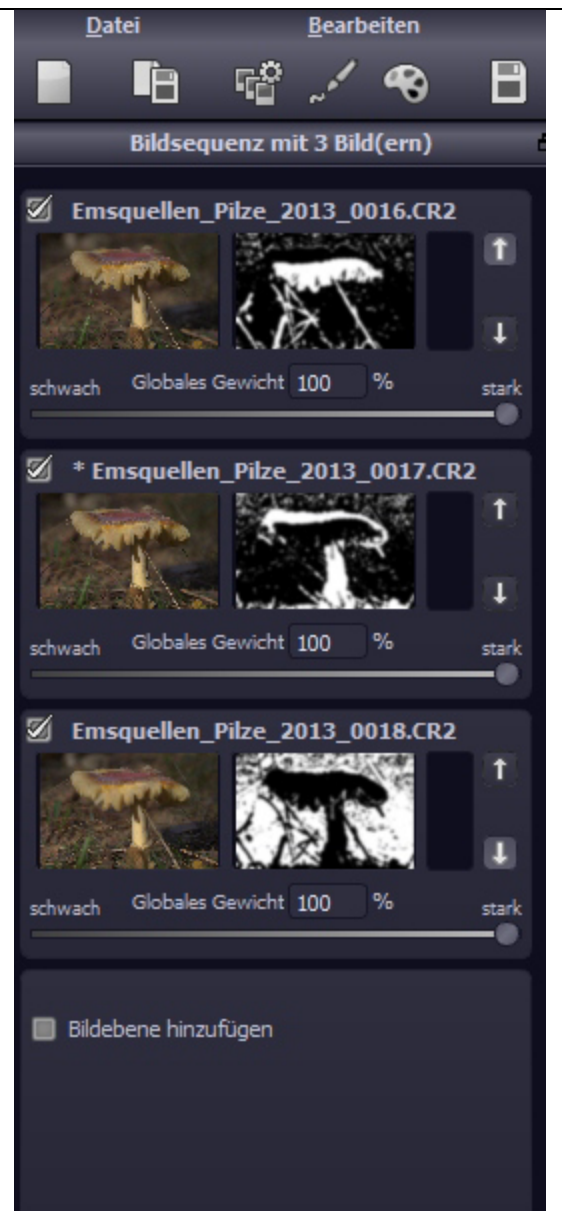 Datei Bearbeiten
Bildsequenz mit 3 Bild(ern)
Emsquellen_Pilze_2013_0016.CR2
schwach Globales Gewicht 100 % stark
* Emsquellen_Pilze_2013_0017.CR2
schwach Globales Gewicht 100 % stark
Emsquellen_Pilze_2013_0018.CR2
schwach Globales Gewicht 100 % stark
Bildebene hinzufügen